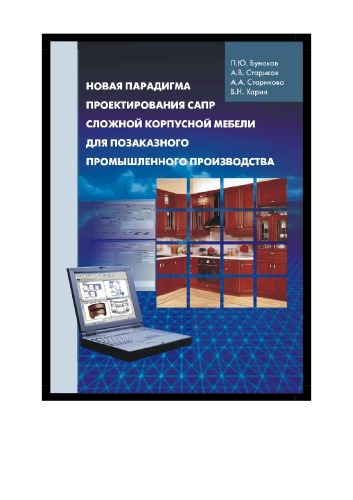 П.Ю. Бунаков
А.В. Стариков
А.А. Старикова
В.Н. Харин
НОВАЯ ПАРАДИГМА
ПРОЕКТИРОВАНИЯ САПР
СЛОЖНОЙ КОРПУСНОЙ МЕБЕЛИ
ДЛЯ ПОЗАКАЗНОГО
ПРОМЫШЛЕННОГО ПРОИЗВОДСТВА